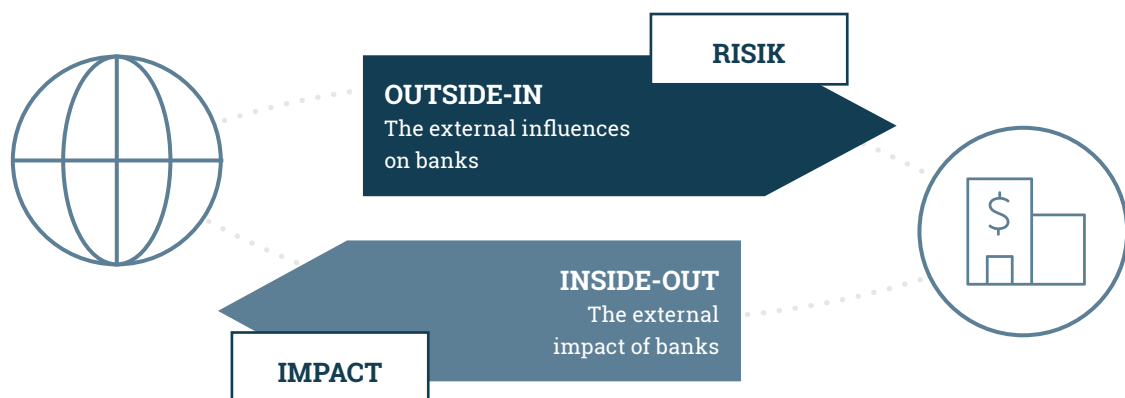 RISIK
OUTSIDE-IN
The external influences
on banks
$
INSIDE-OUT
The external
impact of banks
IMPACT